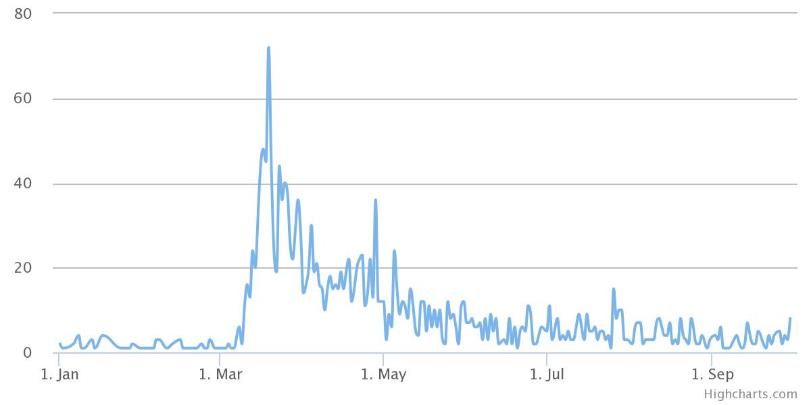 80
60
40
20
0
1. Jan
1. Mar
1. May
1. Jul
1. Sep
Highcharts.com